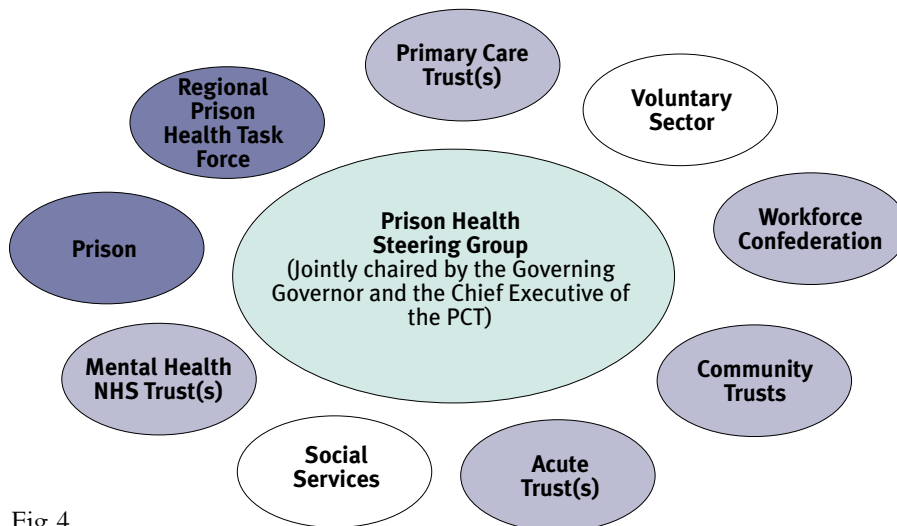 Primary Care
Trust(s)
Regional
Prison
Health Task
Force
Voluntary
Sector
Prison
Prison Health
Steering Group
(Jointly chaired by the Governing
Governor and the Chief Executive of
the PCT)
Workforce
Confederation
Mental Health
NHS Trust(s)
Community
Trusts
Social
Services
Acute
Trust(s)
Fig 4